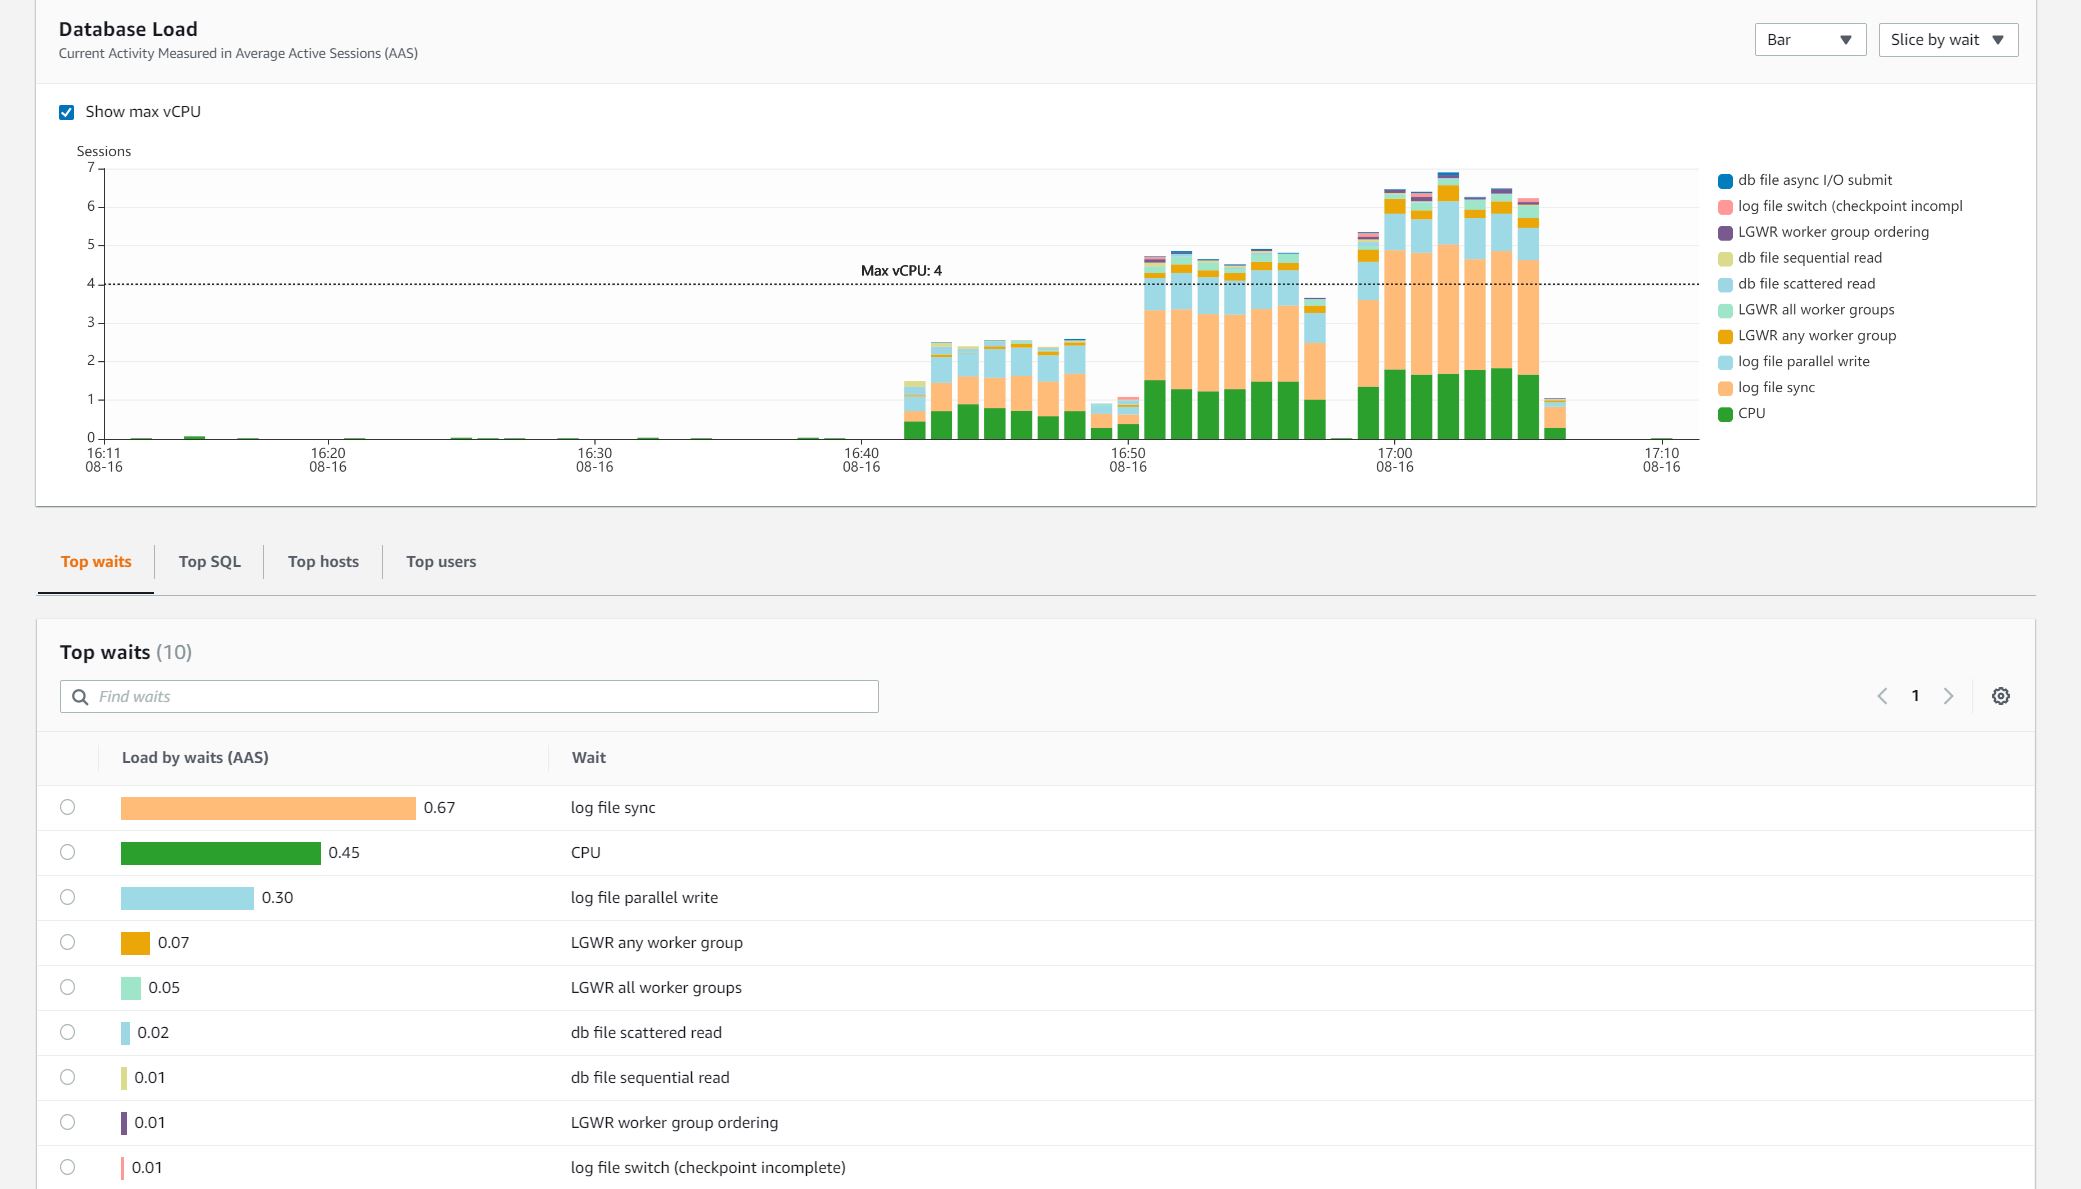 Database Load
Current Activity Measured in Average Active Sessions (AAS)
Bar
Slice by wait
Show max vCPU
Sessions
7
6
5
4
3
2
1
0
Max vCPU: 4
16:11
08-16
16:20
08-16
16:30
08-16
16:40
08-16
16:50
08-16
17:00
08-16
17:10
08-16
db file async I/O submit
log file switch (checkpoint incompl
LGWR worker group ordering
db file sequential read
db file scattered read
LGWR all worker groups
LGWR any worker group
log file parallel write
log file sync
CPU
Top waits
Top SQL
Top hosts
Top users
Top waits (10)
Find waits
1
Load by waits (AAS) Wait
0.67 log file sync
0.45 CPU
0.30 log file parallel write
0.07 LGWR any worker group
0.05 LGWR all worker groups
0.02 db file scattered read
0.01 db file sequential read
0.01 LGWR worker group ordering
0.01 log file switch (checkpoint incomplete)